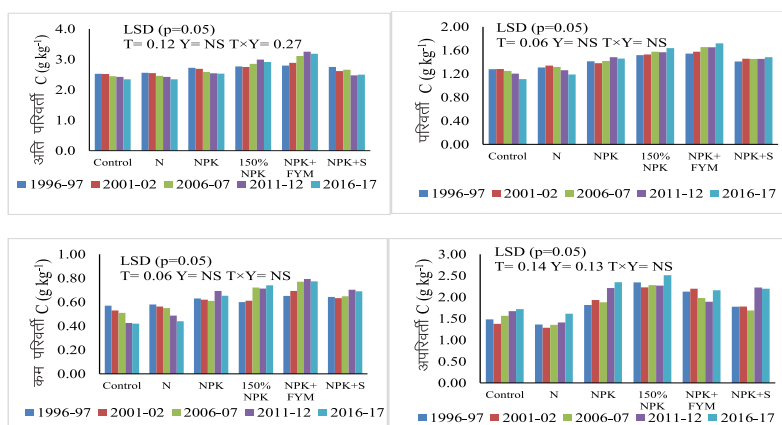 LSD (p=0.05)
T= 0.12 Y= NS T×Y= 0.27
अति परिवर्ती C (g kg-1)
4.0
3.0
2.0
1.0
0.0
Control N NPK 150% NPK NPK+ FYM NPK+S
1996-97 2001-02 2006-07 2011-12 2016-17
LSD (p=0.05)
T= 0.06 Y= NS T×Y= NS
परिवर्ती C (g kg-1)
2.00
1.60
1.20
0.80
0.40
0.00
Control N NPK 150% NPK NPK+ FYM NPK+S
1996-97 2001-02 2006-07 2011-12 2016-17
LSD (p=0.05)
T= 0.06 Y= NS T×Y= NS
कम परिवर्ती C (g kg-1)
1.00
0.80
0.60
0.40
0.20
0.00
Control N NPK 150% NPK NPK+ FYM NPK+S
1996-97 2001-02 2006-07 2011-12 2016-17
LSD (p=0.05)
T= 0.14 Y= 0.13 T×Y= NS
अपरिवर्ती C (g kg-1)
3.00
2.50
2.00
1.50
1.00
0.50
0.00
Control N NPK 150% NPK NPK+ FYM NPK+S
1996-97 2001-02 2006-07 2011-12 2016-17